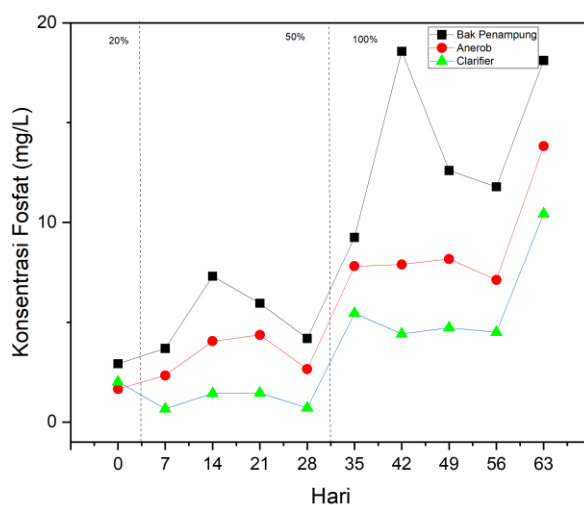 20%
50%
100%
Bak Penampung
Anerob
Clarifier
Konsentrasi Fosfat (mg/L)
20
10
0
0 7 14 21 28 35 42 49 56 63
Hari